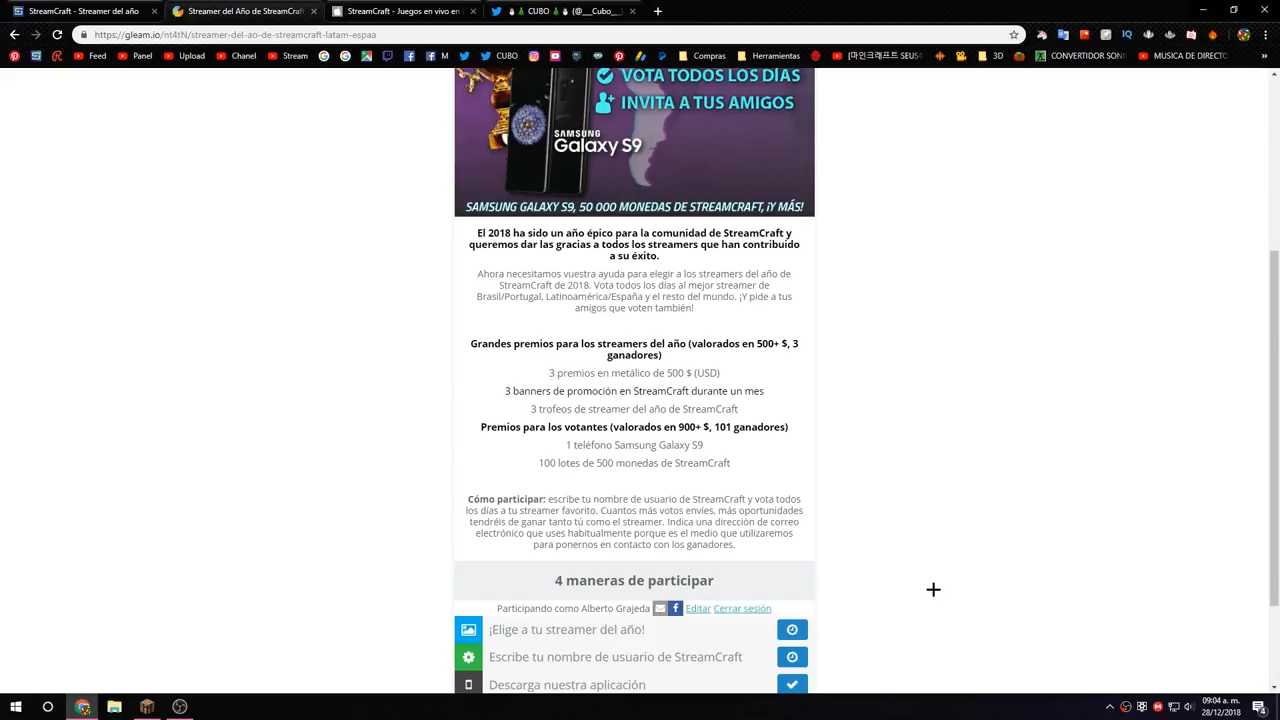 StreamCraft - Streamer del año: S
StreamCraft - Streamer del año:
StreamCraft - Juegos en vivo en
CUBO (@___Cubo__
https://gleam.io/nt4tN/streamer-del-ao-de-streamcraft-latam-espaa
Feed
Panel
Upload
Chanel
Stream
M
CUBO
Compras
Herramientas
[마인크래프트 SEUS
3D
CONVERTIDOR SON
MUSICA DE DIRECTO
VOTA TODOS LOS DÍAS
INVITA A TUS AMIGOS
SAMSUNG
Galaxy S9
SAMSUNG GALAXY S9, 50 000 MONEDAS DE STREAMCRAFT, ¡Y MÁS!
El 2018 ha sido un año épico para la comunidad de StreamCraft y
queremos dar las gracias a todos los streamers que han contribuido
a su éxito.
Ahora necesitamos vuestra ayuda para elegir a los streamers del año de
StreamCraft de 2018. Vota todos los días al mejor streamer de
Brasil/Portugal, Latinoamérica/España y el resto del mundo. ¡Y pide a tus
amigos que voten también!
Grandes premios para los streamers del año (valorados en 500+ $, 3
ganadores)
3 premios en metálico de 500 $ (USD)
3 banners de promoción en StreamCraft durante un mes
3 trofeos de streamer del año de StreamCraft
Premios para los votantes (valorados en 900+ $, 101 ganadores)
1 teléfono Samsung Galaxy S9
100 lotes de 500 monedas de StreamCraft
Cómo participar: escribe tu nombre de usuario de StreamCraft y vota todos
los días a tu streamer favorito. Cuantos más votos envíes, más oportunidades
tendréis de ganar tanto tú como el streamer. Indica una dirección de correo
electrónico que uses habitualmente porque es el medio que utilizaremos
para ponernos en contacto con los ganadores.
4 maneras de participar
Participando como Alberto Grajeda Editar Cerrar sesión
¡Elige a tu streamer del año!
Escribe tu nombre de usuario de StreamCraft
Descarga nuestra aplicación
09:04 a. m.
28/12/2018